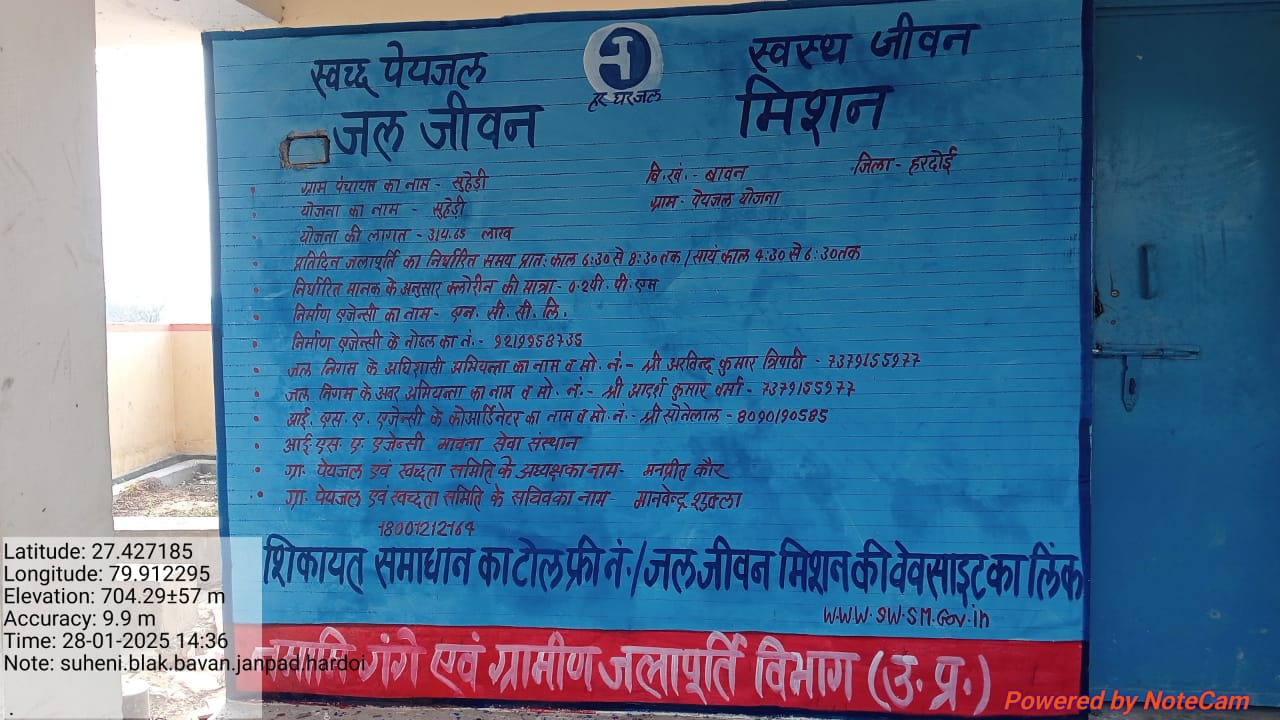 स्वच्छ पेयजल
स्वस्थ जीवन
हर घर जल
जल जीवन
मिशन
ग्राम पंचायत का नाम - सुहेड़ी वि.खं.- बावन जिला - हरदोई
योजना का नाम - सुहेड़ी ग्राम- पेयजल योजना
योजना की लागत - 314.65 लाख
प्रतिदिन जलापूर्ति का निर्धारित समय प्रात: काल 6:30 से 8:30 तक / सायं काल 4:30 से 6:30 तक
निर्धारित मानक के अनुसार क्लोरीन की मात्रा - 0.2 पी. पी. एम
निर्माण एजेन्सी का नाम- एन. सी. सी. लि.
निर्माण एजेन्सी के नोडल का नं.- 9219958735
जल निगम के अधिशासी अभियन्ता का नाम व मो. नं.- श्री अरविन्द कुमार त्रिपाठी - 7379155977
जल निगम के अवर अभियन्ता का नाम व मो. नं.- श्री आदर्श कुमार वर्मा - 7379155977
आई. एस. ए. एजेन्सी के कोआर्डिनेटर का नाम व मो. नं.- श्री सोनेलाल - 8090190585
आई. एस. ए. एजेन्सी भावना सेवा संस्थान
ग्रा. पेयजल एवं स्वच्छता समिति के अध्यक्ष का नाम- मनप्रीत कौर
ग्रा. पेयजल एवं स्वच्छता समिति के सचिव का नाम - मानवेन्द्र शुक्ला
18001212164
शिकायत समाधान का टोल फ्री नं./जल जीवन मिशन की वेवसाइट का लिंक
www.swsm.Gov.in
नमामि गंगे एवं ग्रामीण जलापूर्ति विभाग (उ.प्र.)
Latitude: 27.427185
Longitude: 79.912295
Elevation: 704.29±57 m
Accuracy: 9.9 m
Time: 28-01-2025 14:36
Note: suheni.blak.bavan.janpad.hardoi
Powered by NoteCam